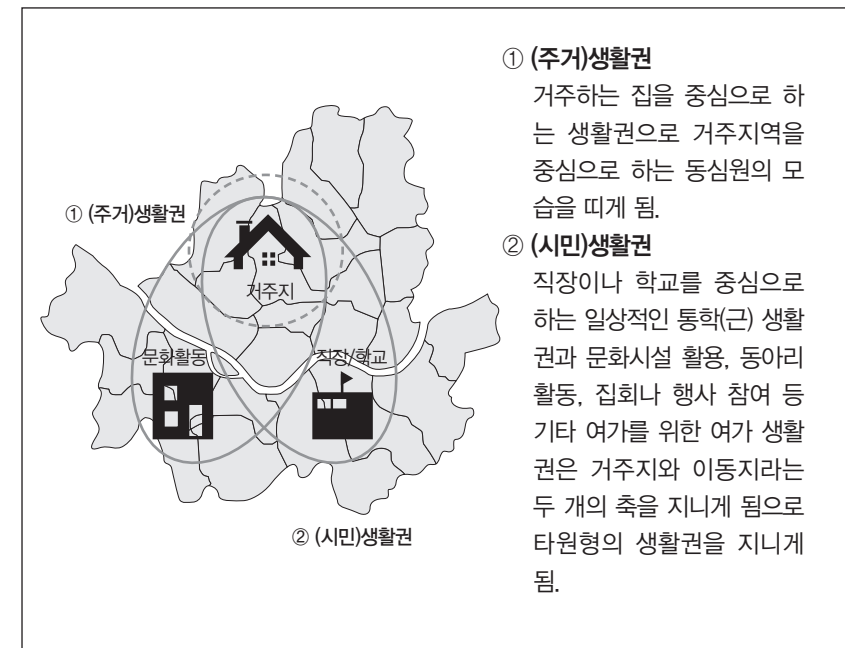 ① (주거)생활권
거주지
문화활동
직장/학교
② (시민)생활권
① (주거)생활권
거주하는 집을 중심으로 하
는 생활권으로 거주지역을
중심으로 하는 동심원의 모
습을 띠게 됨.
② (시민)생활권
직장이나 학교를 중심으로
하는 일상적인 통학(근) 생활
권과 문화시설 활용, 동아리
활동, 집회나 행사 참여 등
기타 여가를 위한 여가 생활
권은 거주지와 이동지라는
두 개의 축을 지니게 됨으로
타원형의 생활권을 지니게
됨.